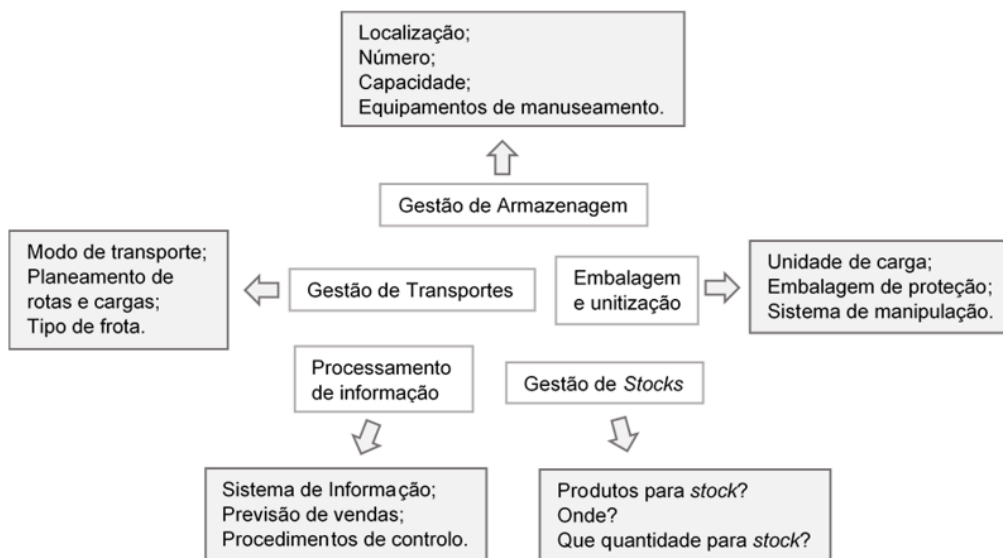 Localização;
Número;
Capacidade;
Equipamentos de manuseamento.
Gestão de Armazenagem
Modo de transporte;
Planeamento de
rotas e cargas;
Tipo de frota.
Gestão de Transportes
Embalagem
e unitização
Unidade de carga;
Embalagem de proteção;
Sistema de manipulação.
Processamento
de informação
Gestão de Stocks
Sistema de Informação;
Previsão de vendas;
Procedimentos de controlo.
Produtos para stock?
Onde?
Que quantidade para stock?